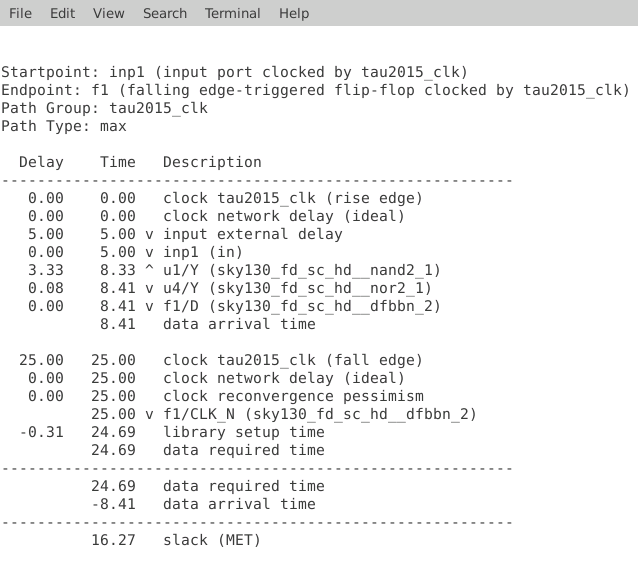 File Edit View Search Terminal Help
Startpoint: inp1 (input port clocked by tau2015_clk)
Endpoint: f1 (falling edge-triggered flip-flop clocked by tau2015_clk)
Path Group: tau2015_clk
Path Type: max
Delay Time Description
---------------------------------------------------------
0.00 0.00 clock tau2015_clk (rise edge)
0.00 0.00 clock network delay (ideal)
5.00 5.00 v input external delay
0.00 5.00 v inp1 (in)
3.33 8.33 ^ u1/Y (sky130_fd_sc_hd__nand2_1)
0.08 8.41 v u4/Y (sky130_fd_sc_hd__nor2_1)
0.00 8.41 v f1/D (sky130_fd_sc_hd__dfbbn_2)
8.41 data arrival time
25.00 25.00 clock tau2015_clk (fall edge)
0.00 25.00 clock network delay (ideal)
0.00 25.00 clock reconvergence pessimism
25.00 v f1/CLK_N (sky130_fd_sc_hd__dfbbn_2)
-0.31 24.69 library setup time
24.69 data required time
---------------------------------------------------------
24.69 data required time
-8.41 data arrival time
---------------------------------------------------------
16.27 slack (MET)